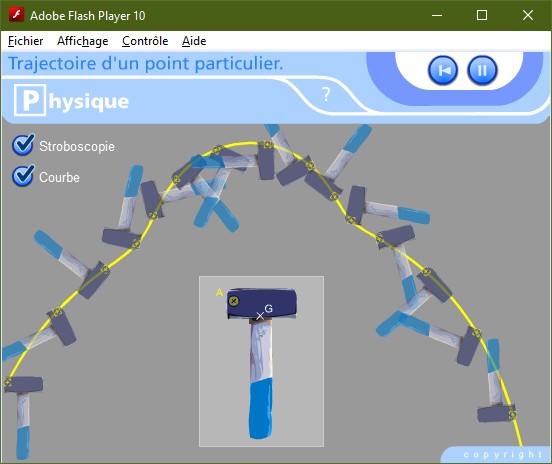 Adobe Flash Player 10
Fichier Affichage Contrôle Aide
Trajectoire d'un point particulier.
Physique
?
Stroboscopie
Courbe
A
G
copyright